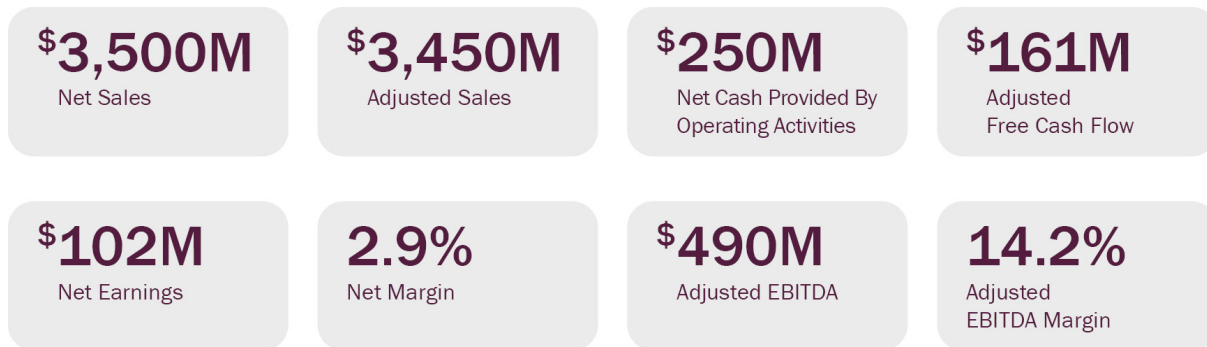 $3,500M
Net Sales
$3,450M
Adjusted Sales
$250M
Net Cash Provided By
Operating Activities
$161M
Adjusted
Free Cash Flow
$102M
Net Earnings
2.9%
Net Margin
$490M
Adjusted EBITDA
14.2%
Adjusted
EBITDA Margin